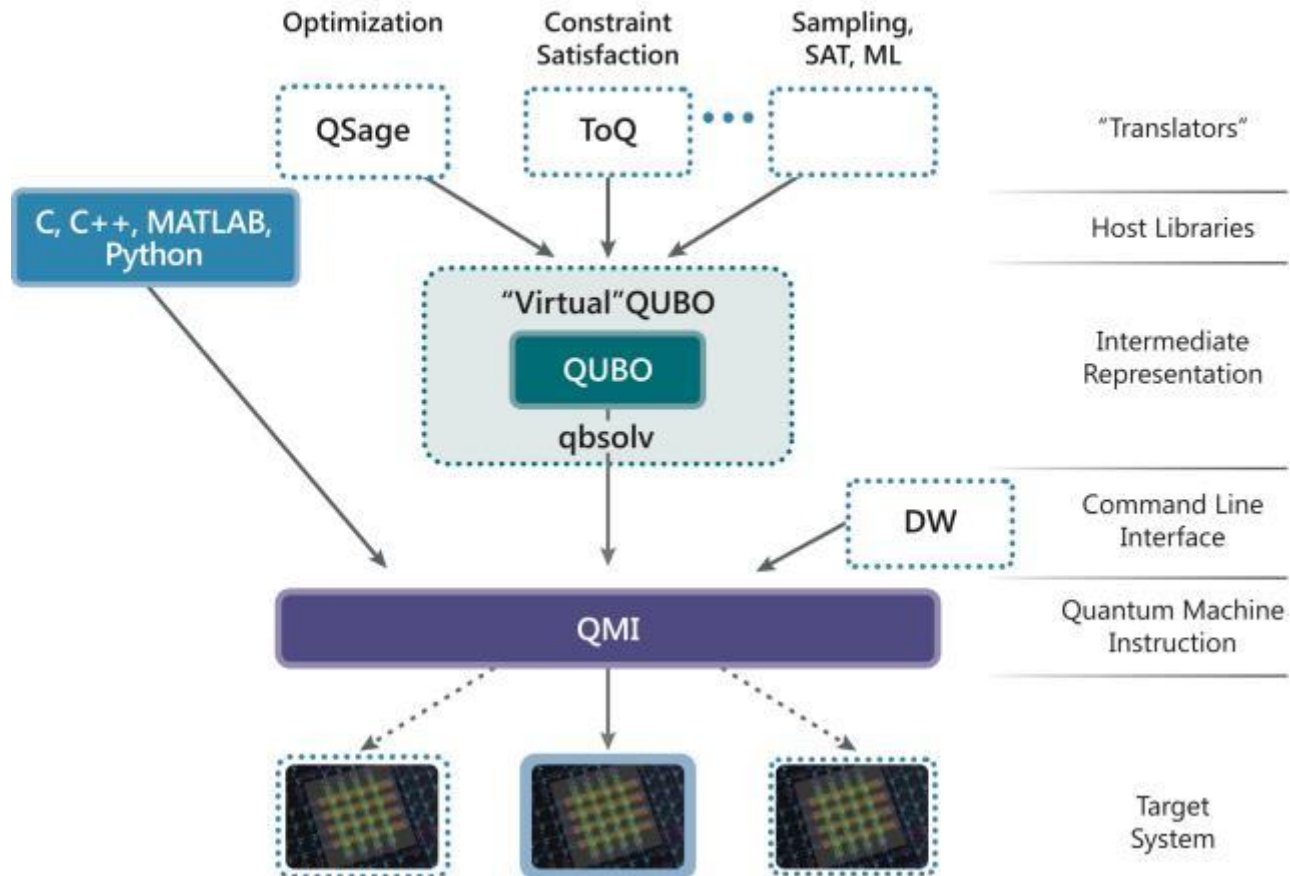 Optimization
Constraint
Satisfaction
Sampling,
SAT, ML
QSage
ToQ
“Translators”
C, C++, MATLAB,
Python
Host Libraries
“Virtual”QUBO
QUBO
qbsolv
Intermediate
Representation
DW
Command Line
Interface
QMI
Quantum Machine
Instruction
Target
System